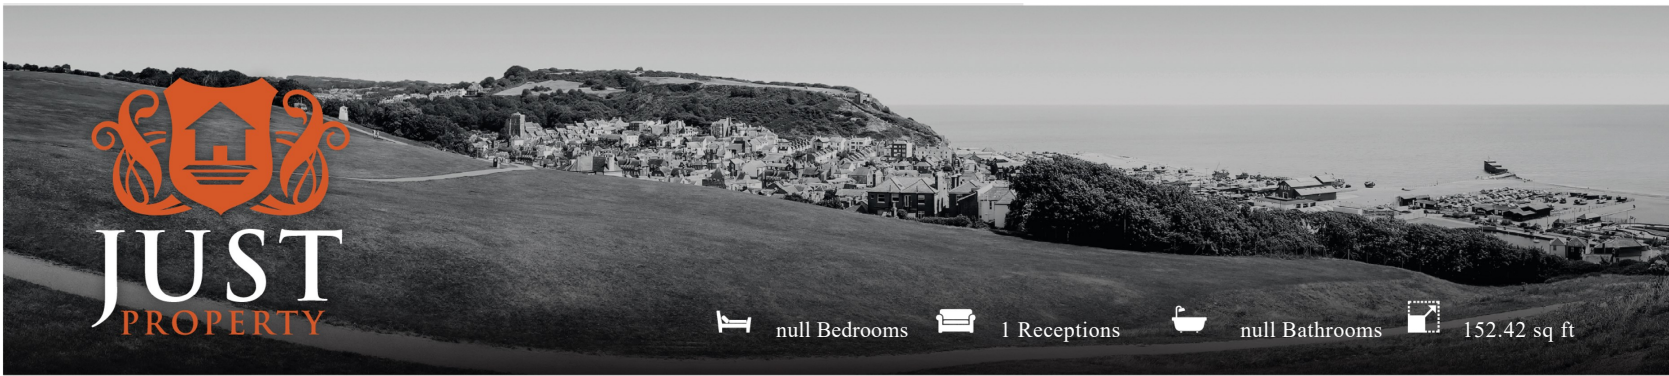 JUST
PROPERTY
null Bedrooms
1 Receptions
null Bathrooms
152.42 sq ft